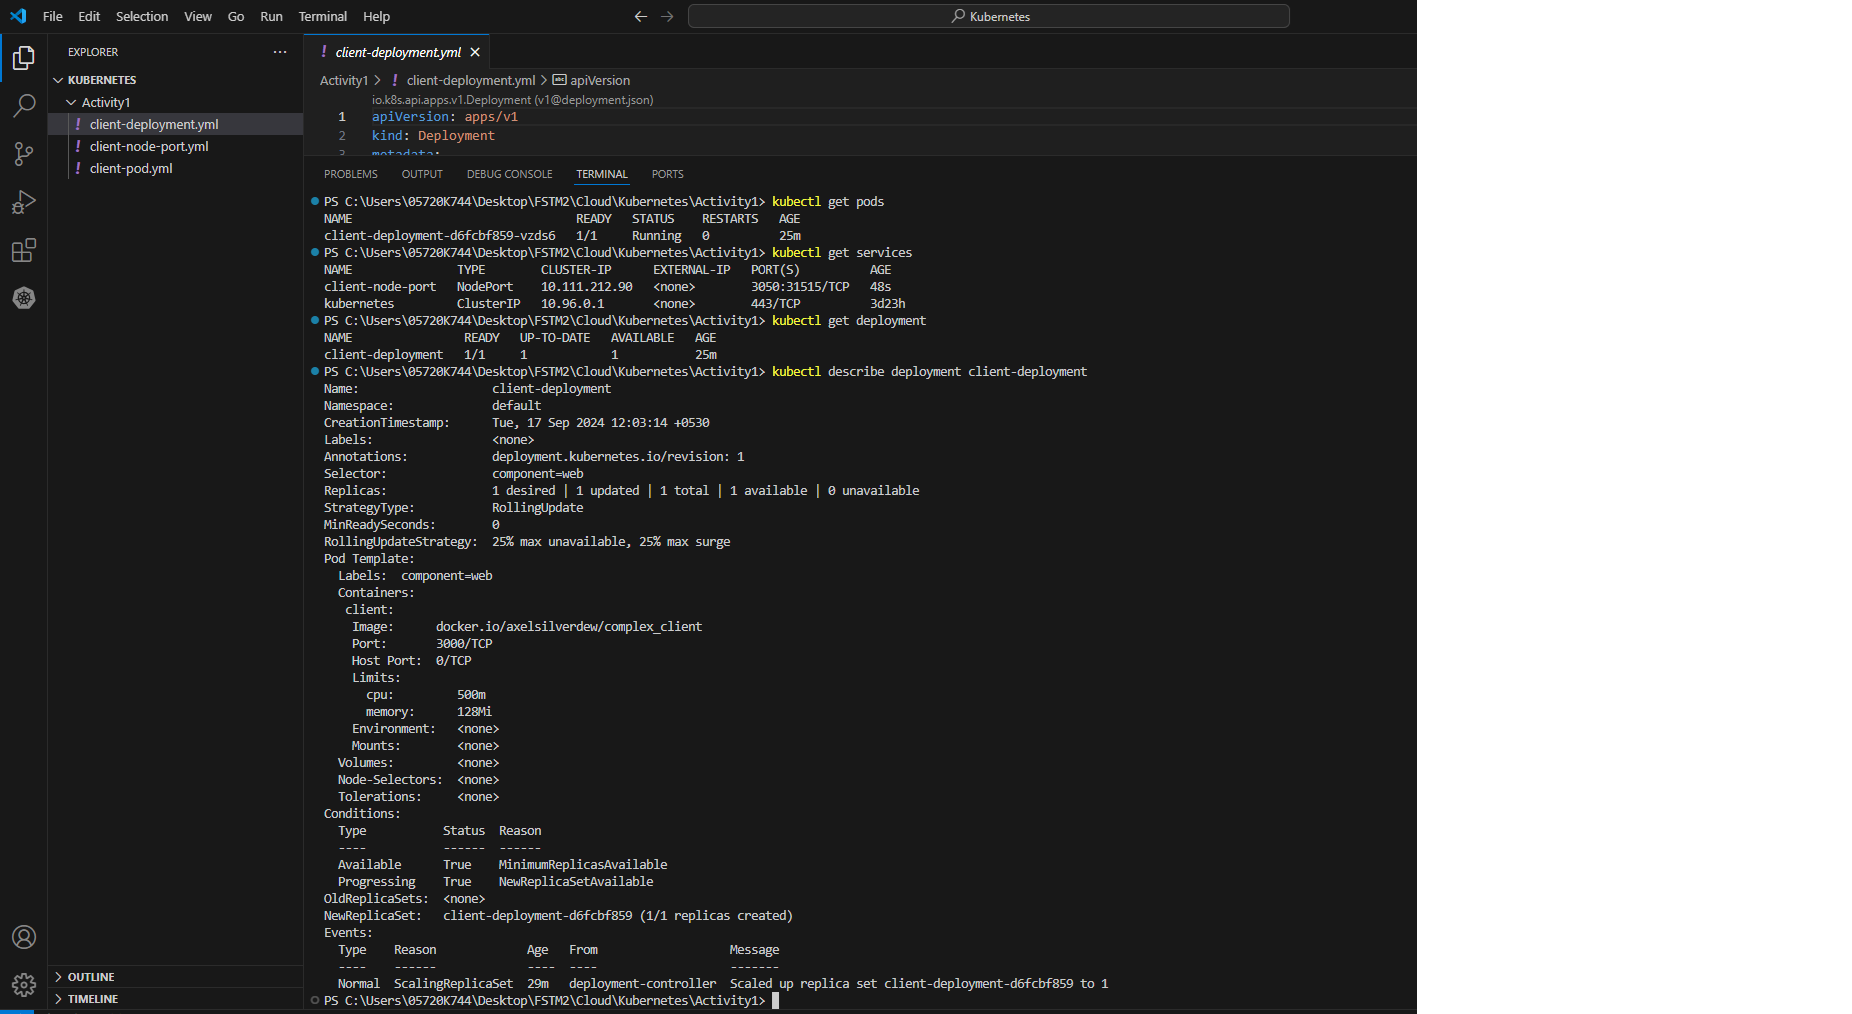 File Edit Selection View Go Run Terminal Help
Kubernetes
EXPLORER
KUBERNETES
Activity1
! client-deployment.yml
! client-node-port.yml
! client-pod.yml
OUTLINE
TIMELINE
! client-deployment.yml
Activity1 > ! client-deployment.yml > apiVersion
io.k8s.api.apps.v1.Deployment (v1@deployment.json)
1 apiVersion: apps/v1
2 kind: Deployment
3 metadata:
PROBLEMS OUTPUT DEBUG CONSOLE TERMINAL PORTS
PS C:\Users\05720K744\Desktop\FSTM2\Cloud\Kubernetes\Activity1> kubectl get pods
NAME READY STATUS RESTARTS AGE
client-deployment-d6fcbf859-vzds6 1/1 Running 0 25m
PS C:\Users\05720K744\Desktop\FSTM2\Cloud\Kubernetes\Activity1> kubectl get services
NAME TYPE CLUSTER-IP EXTERNAL-IP PORT(S) AGE
client-node-port NodePort 10.111.212.90 <none> 3050:31515/TCP 48s
kubernetes ClusterIP 10.96.0.1 <none> 443/TCP 3d23h
PS C:\Users\05720K744\Desktop\FSTM2\Cloud\Kubernetes\Activity1> kubectl get deployment
NAME READY UP-TO-DATE AVAILABLE AGE
client-deployment 1/1 1 1 25m
PS C:\Users\05720K744\Desktop\FSTM2\Cloud\Kubernetes\Activity1> kubectl describe deployment client-deployment
Name: client-deployment
Namespace: default
CreationTimestamp: Tue, 17 Sep 2024 12:03:14 +0530
Labels: <none>
Annotations: deployment.kubernetes.io/revision: 1
Selector: component=web
Replicas: 1 desired | 1 updated | 1 total | 1 available | 0 unavailable
StrategyType: RollingUpdate
MinReadySeconds: 0
RollingUpdateStrategy: 25% max unavailable, 25% max surge
Pod Template:
Labels: component=web
Containers:
client:
Image: docker.io/axelsilverdew/complex_client
Port: 3000/TCP
Host Port: 0/TCP
Limits:
cpu: 500m
memory: 128Mi
Environment: <none>
Mounts: <none>
Volumes: <none>
Node-Selectors: <none>
Tolerations: <none>
Conditions:
Type Status Reason
---- ------ ------
Available True MinimumReplicasAvailable
Progressing True NewReplicaSetAvailable
OldReplicaSets: <none>
NewReplicaSet: client-deployment-d6fcbf859 (1/1 replicas created)
Events:
Type Reason Age From Message
---- ------ ---- ---- -------
Normal ScalingReplicaSet 29m deployment-controller Scaled up replica set client-deployment-d6fcbf859 to 1
PS C:\Users\05720K744\Desktop\FSTM2\Cloud\Kubernetes\Activity1>